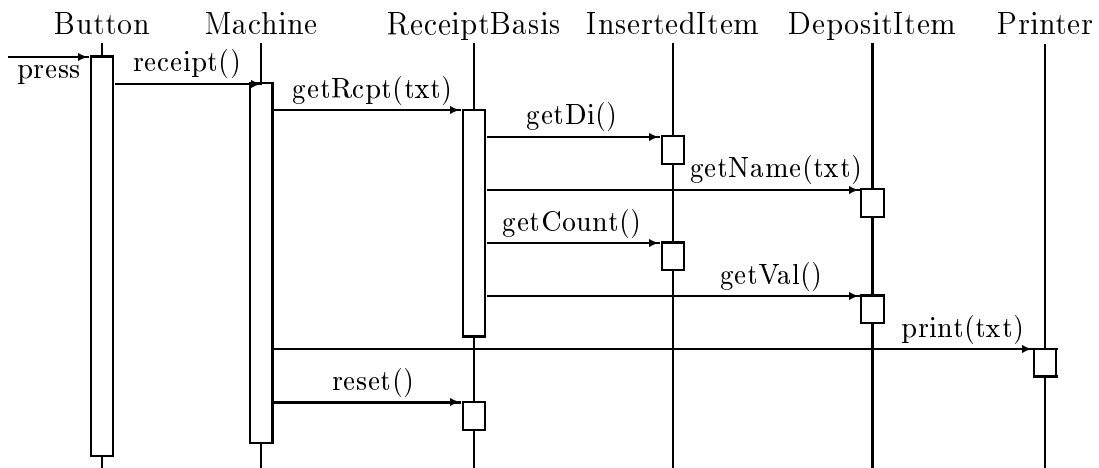 Button Machine ReceiptBasis InsertedItem DepositItem Printer
press
receipt()
getRcpt(txt)
getDi()
getName(txt)
getCount()
getVal()
print(txt)
reset()